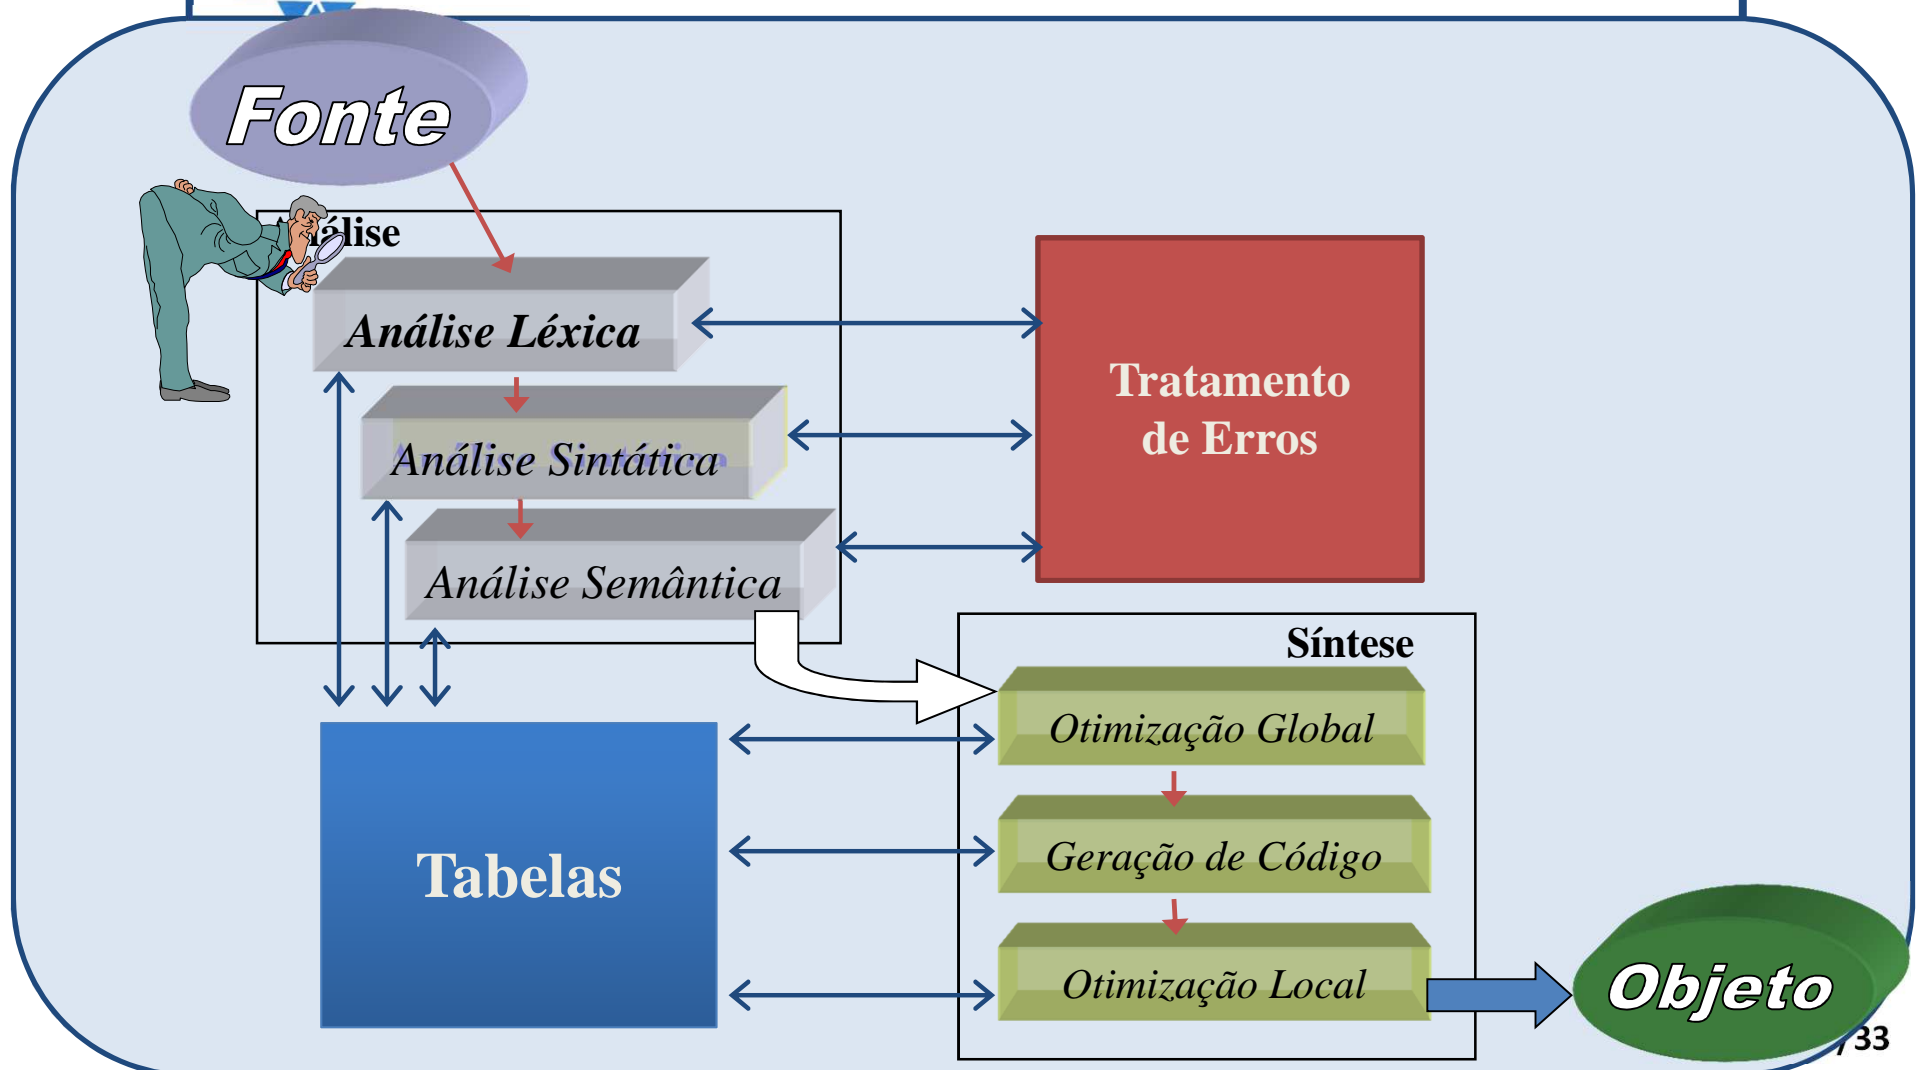 Fonte
Análise
Análise Léxica
Análise Sintática
Análise Semântica
Tratamento
de Erros
Síntese
Otimização Global
Geração de Código
Otimização Local
Tabelas
Objeto
/33